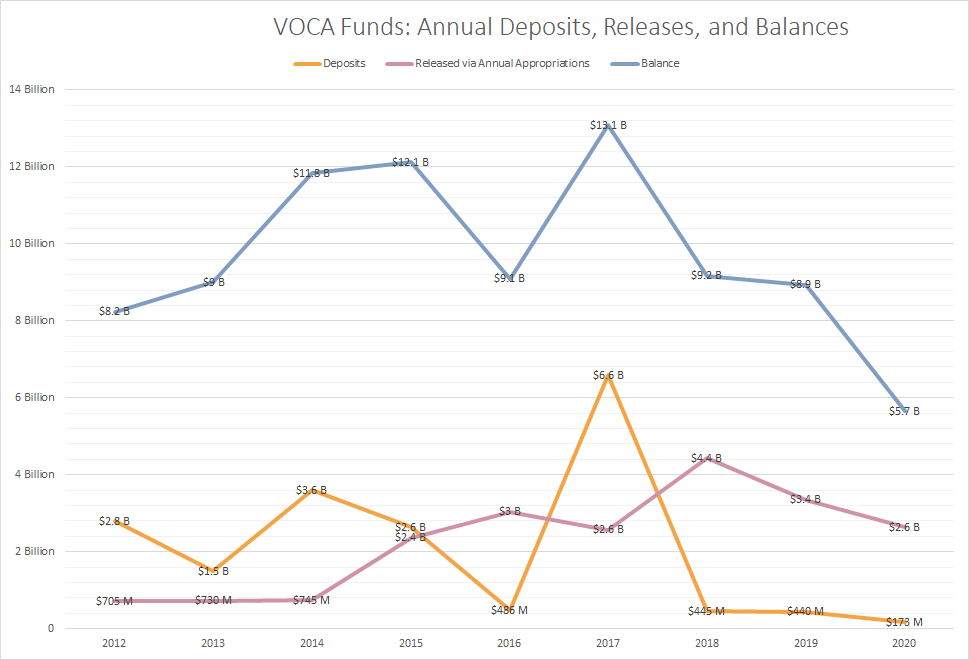 VOCA Funds: Annual Deposits, Releases, and Balances
Deposits Released via Annual Appropriations Balance
14 Billion
$13.1 B
12 Billion
$11.8 B $12.1 B
10 Billion
$8.2 B $9 B $9.1 B $9.2 B $8.9 B
8 Billion
$6.6 B
6 Billion
$5.7 B
4 Billion
$2.8 B $3.6 B $3 B $4.4 B $3.4 B
$1.5 B $2.6 B $2.6 B $2.6 B
$2.4 B
2 Billion
$705 M $730 M $745 M $486 M $445 M $440 M $173 M
0
2012 2013 2014 2015 2016 2017 2018 2019 2020